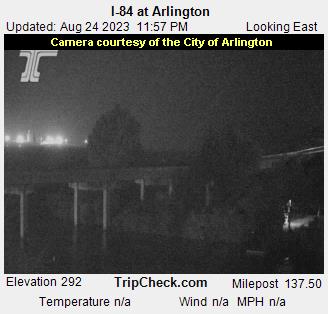 I-84 at Arlington
Updated: Aug 24 2023 11:57 PM Looking East
Camera courtesy of the City of Arlington
Elevation 292 TripCheck.com Milepost 137.50
Temperature n/a Wind n/a MPH n/a